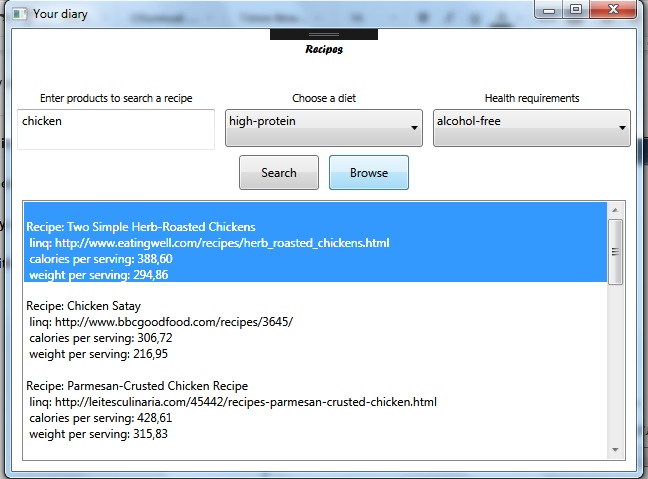 Your diary
Recipes
Enter products to search a recipe
Choose a diet
Health requirements
chicken
high-protein
alcohol-free
Search
Browse
Recipe: Two Simple Herb-Roasted Chickens
linq: http://www.eatingwell.com/recipes/herb_roasted_chickens.html
calories per serving: 388,60
weight per serving: 294,86
Recipe: Chicken Satay
linq: http://www.bbcgoodfood.com/recipes/3645/
calories per serving: 306,72
weight per serving: 216,95
Recipe: Parmesan-Crusted Chicken Recipe
linq: http://leitesculinaria.com/45442/recipes-parmesan-crusted-chicken.html
calories per serving: 428,61
weight per serving: 315,83